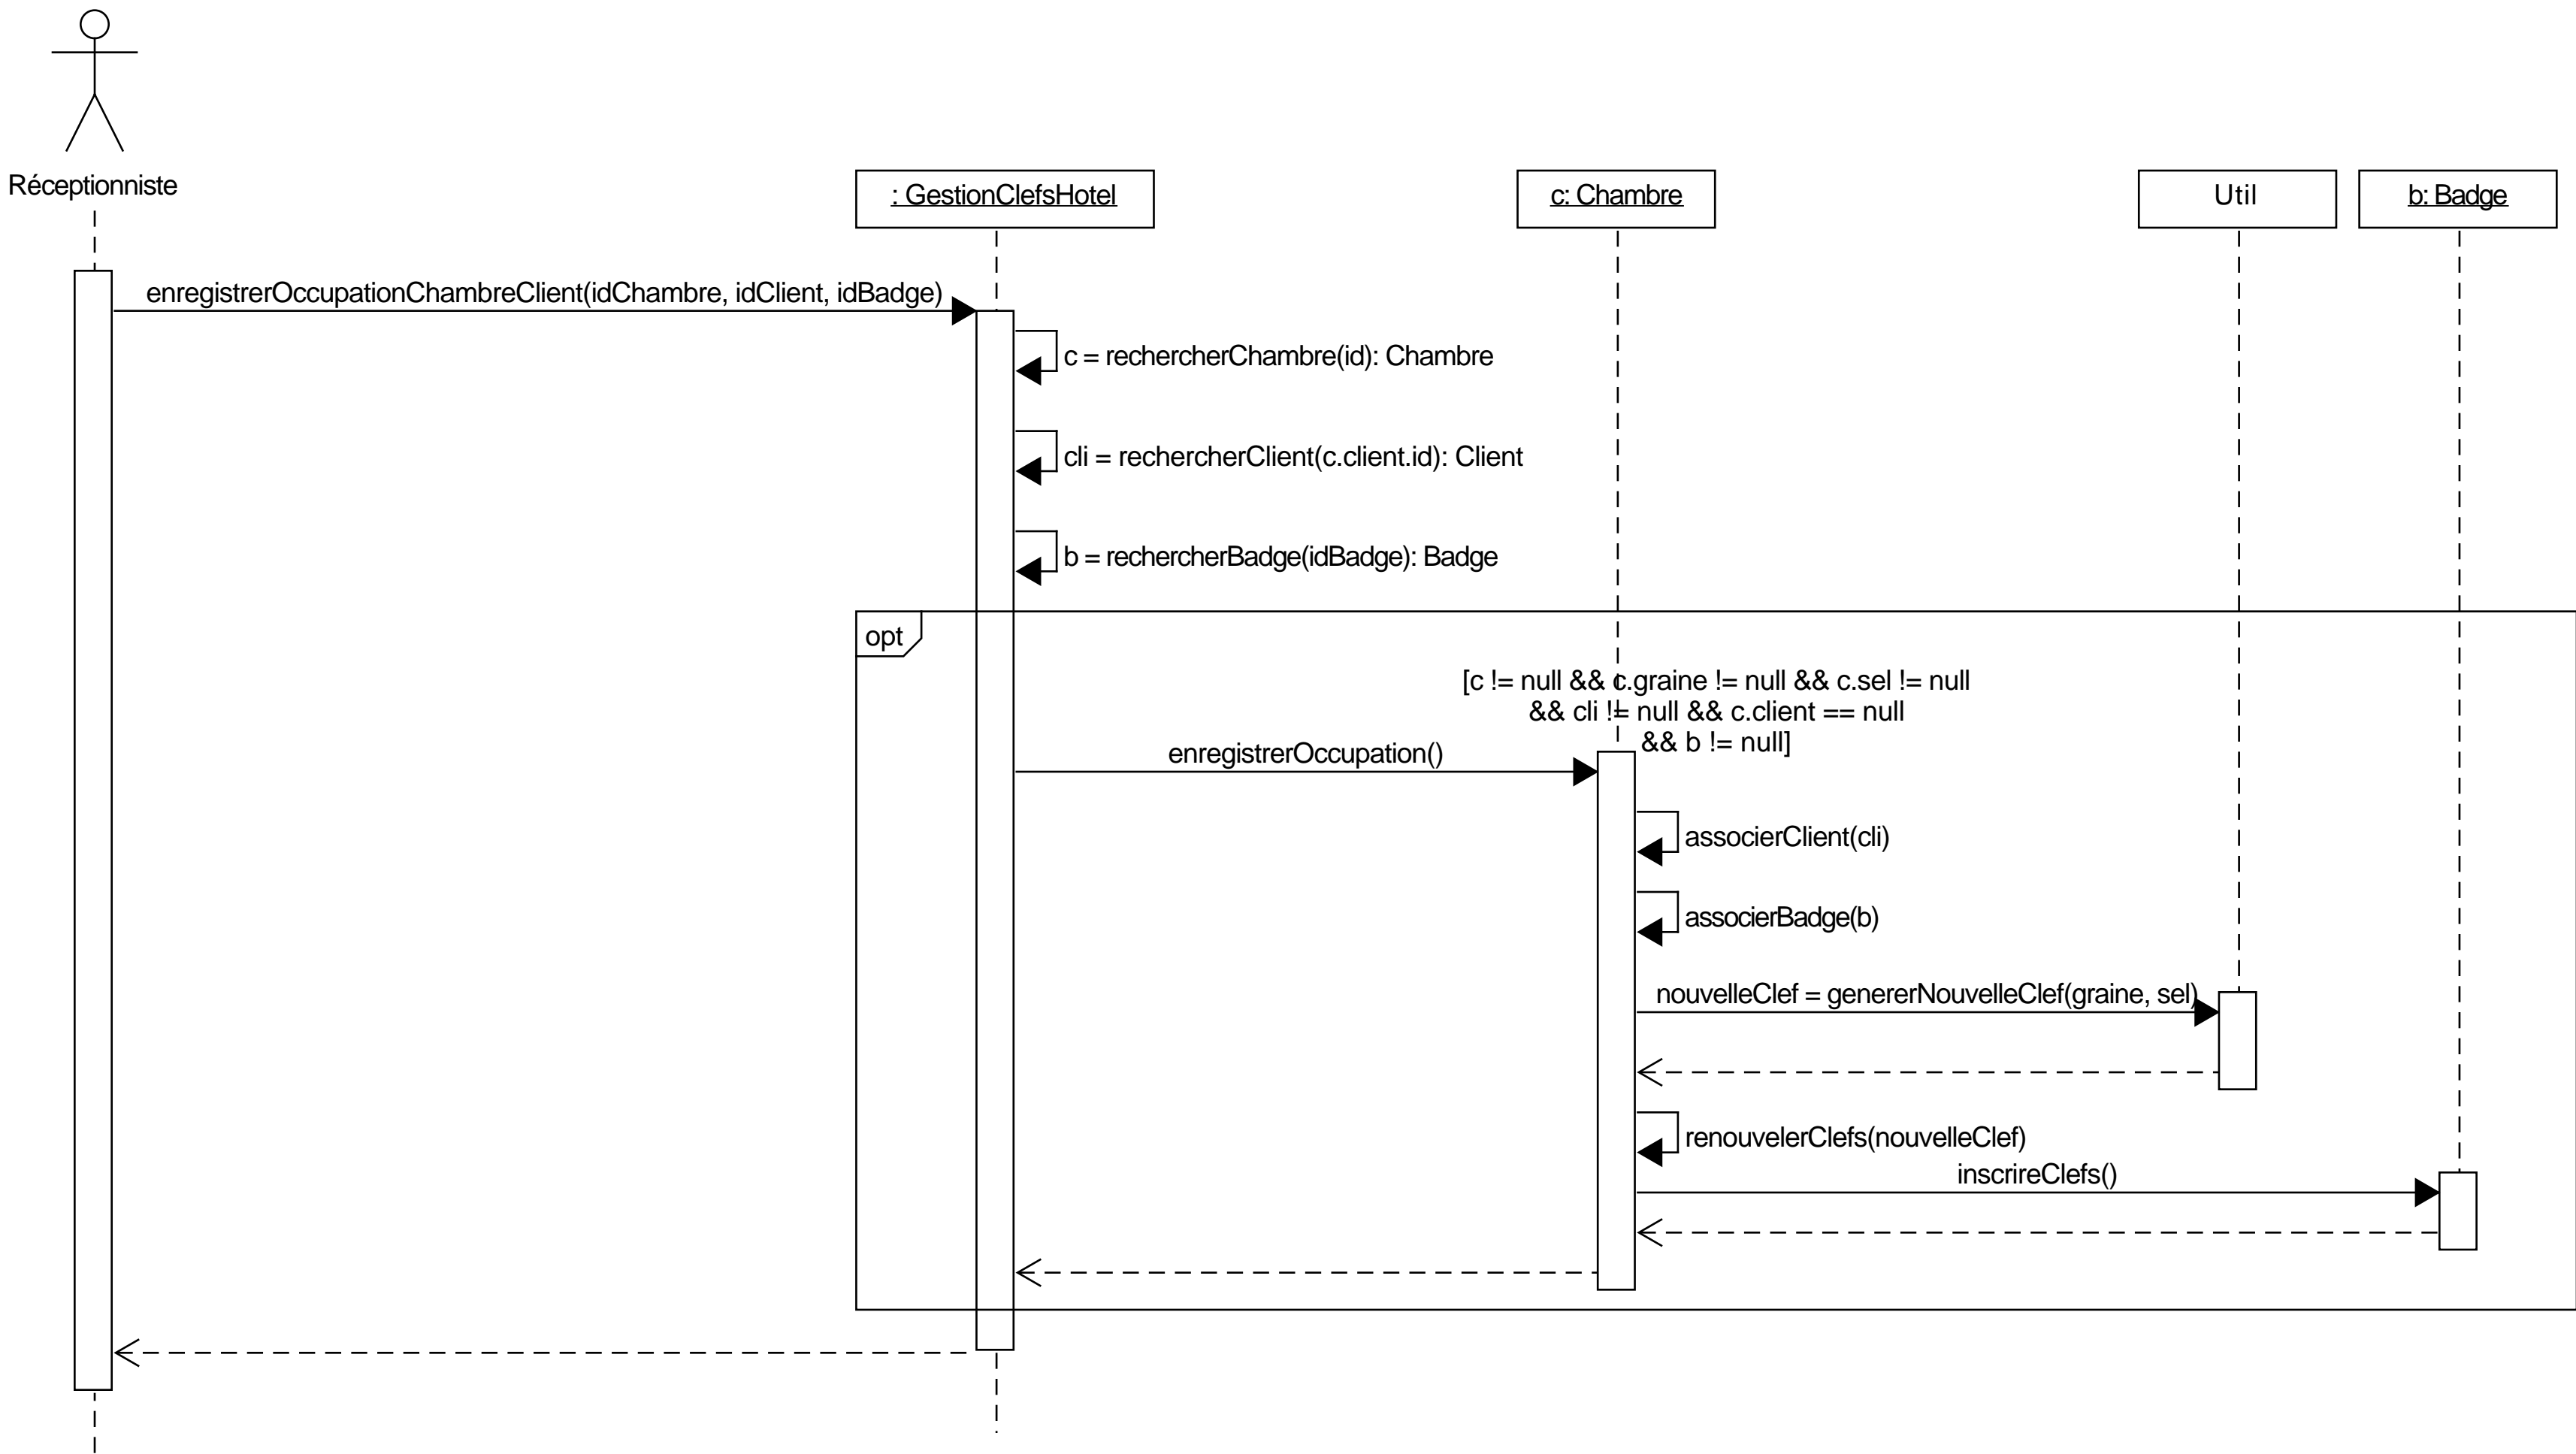 Réceptionniste
: GestionClefsHotel
c: Chambre
Util
b: Badge
enregistrerOccupationChambreClient(idChambre, idClient, idBadge)
c = rechercherChambre(id): Chambre
cli = rechercherClient(c.client.id): Client
b = rechercherBadge(idBadge): Badge
opt
[c != null && c.graine != null && c.sel != null
&& cli != null && c.client == null
&& b != null]
enregistrerOccupation()
associerClient(cli)
associerBadge(b)
nouvelleClef = genererNouvelleClef(graine, sel)
renouvelerClefs(nouvelleClef)
inscrireClefs()